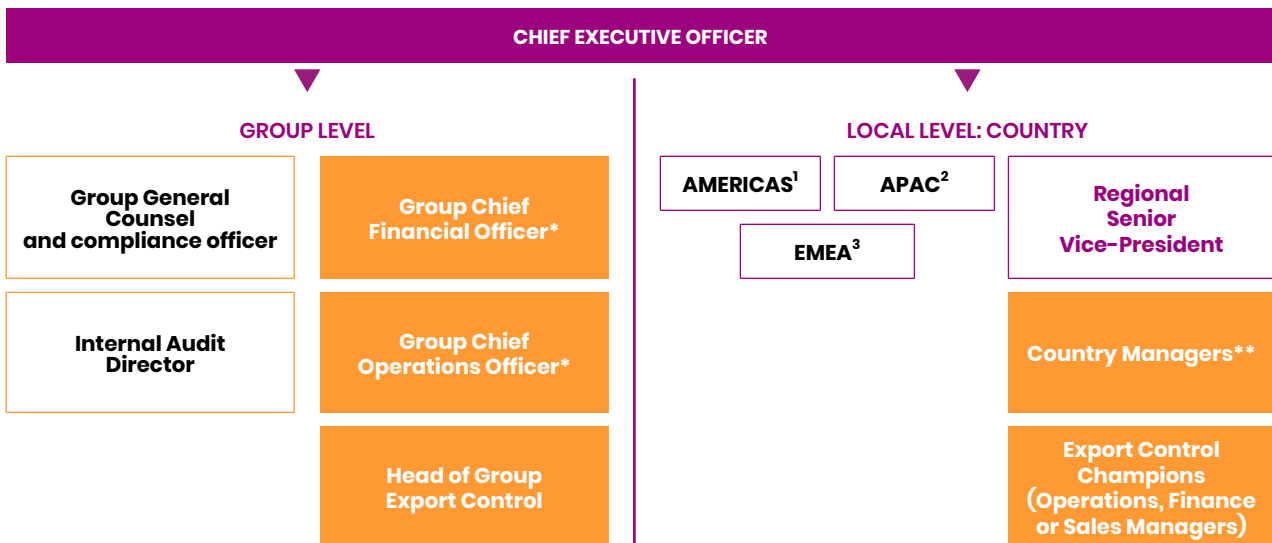 CHIEF EXECUTIVE OFFICER
GROUP LEVEL
Group General
Counsel
and compliance officer
Group Chief
Financial Officer*
Internal Audit
Director
Group Chief
Operations Officer*
Head of Group
Export Control
LOCAL LEVEL: COUNTRY
AMERICAS¹
APAC²
EMEA³
Regional
Senior
Vice-President
Country Managers**
Export Control
Champions
(Operations, Finance
or Sales Managers)